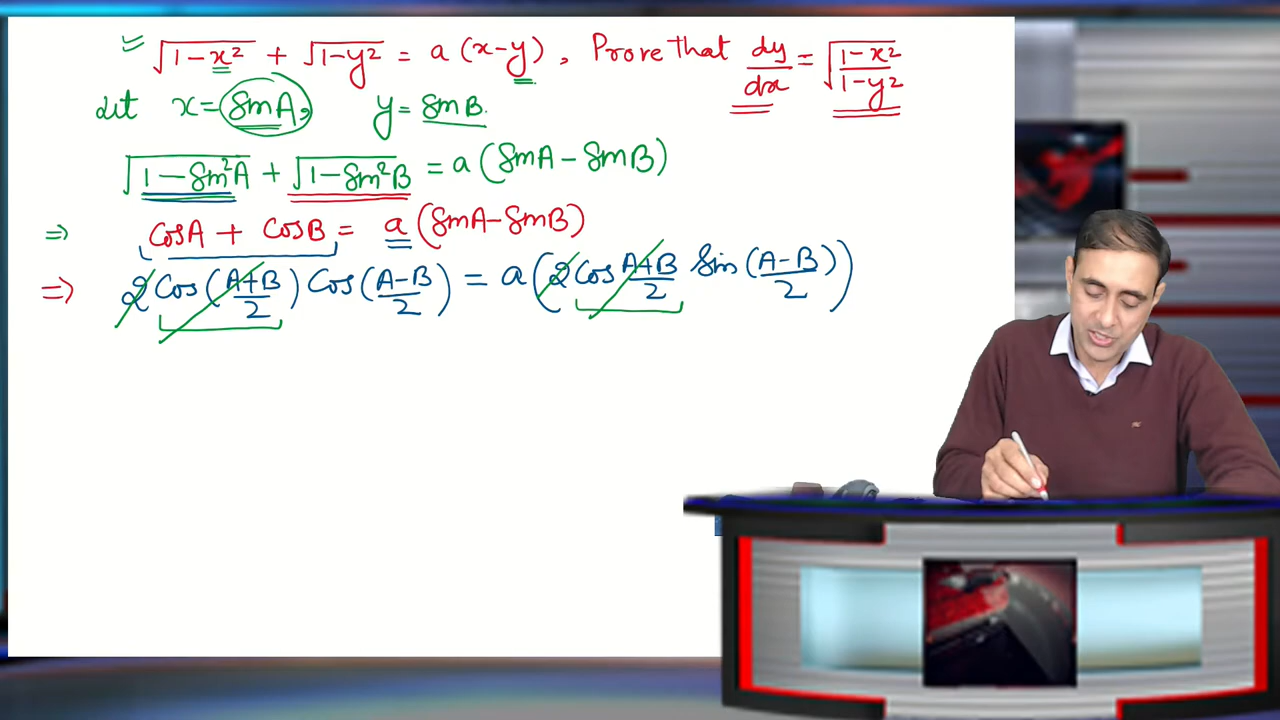 √1-x² + √1-y² = a (x-y), Prove that dy/dx = √(1-x²)/(1-y²)
Let x = SinA, y = SinB.
√1-Sin²A + √1-Sin²B = a (SinA - SinB)
⇒ CosA + CosB = a (SinA-SinB)
⇒ 2Cos(A+B/2) Cos(A-B/2) = a (2Cos A+B/2 Sin (A-B/2))